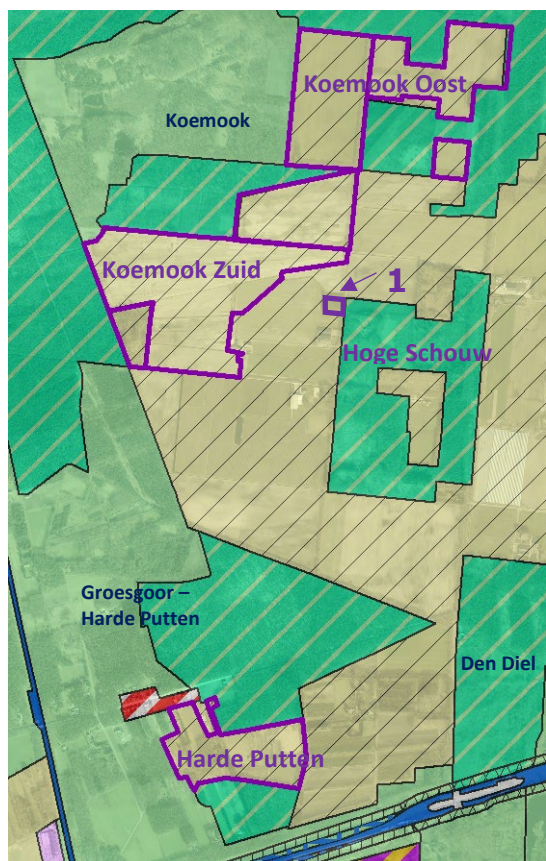 Koemook Oost
Koemook
Koemook Zuid
1
Hoge Schouw
Groesgoor –
Harde Putten
Den Diel
Harde Putten